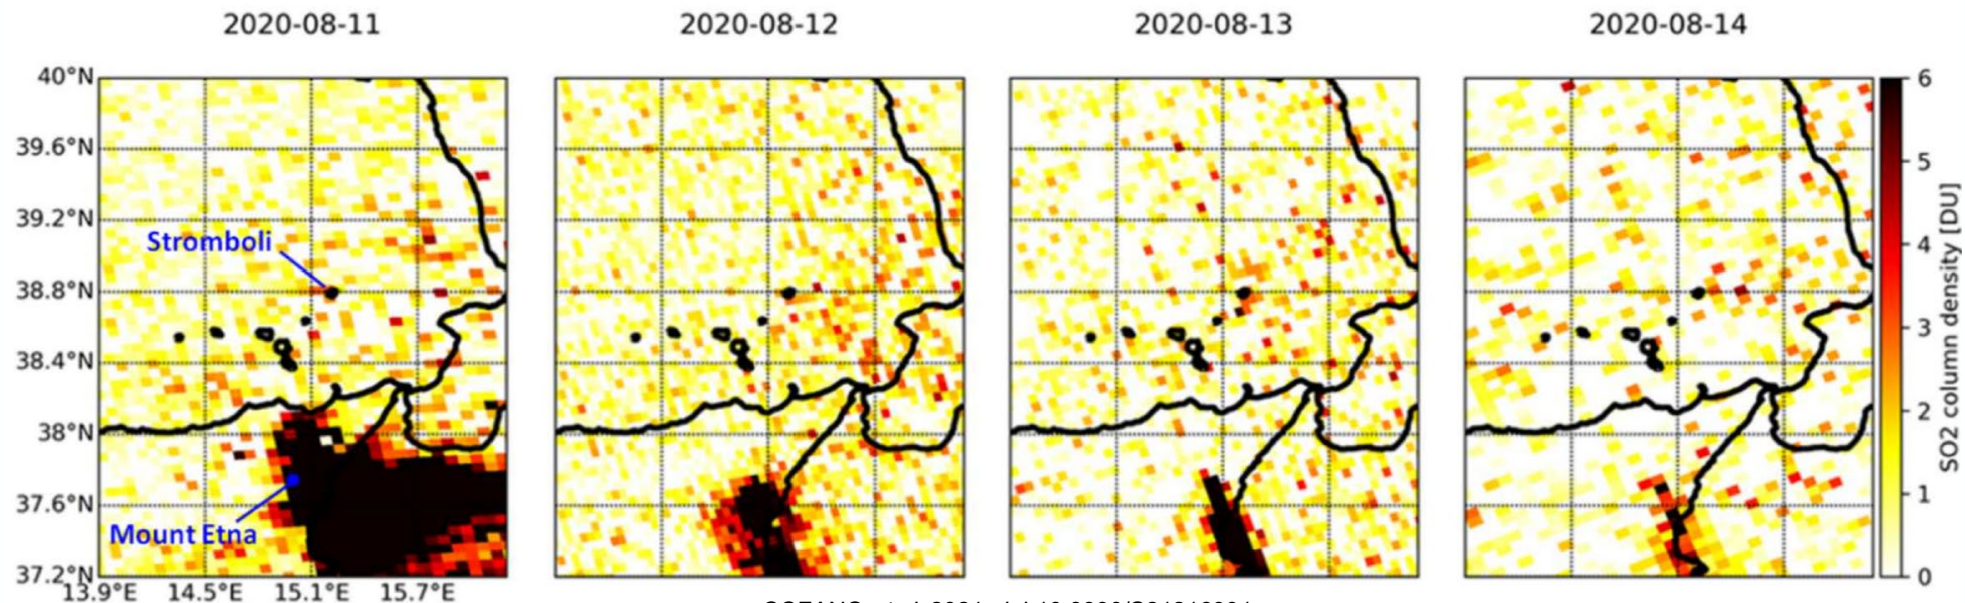 2020-08-11 2020-08-12 2020-08-13 2020-08-14
40°N
39.6°N
39.2°N
38.8°N
38.4°N
38°N
37.6°N
37.2°N
13.9°E 14.5°E 15.1°E 15.7°E
Stromboli
Mount Etna
6
5
4
3
2
1
0
SO2 column density [DU]